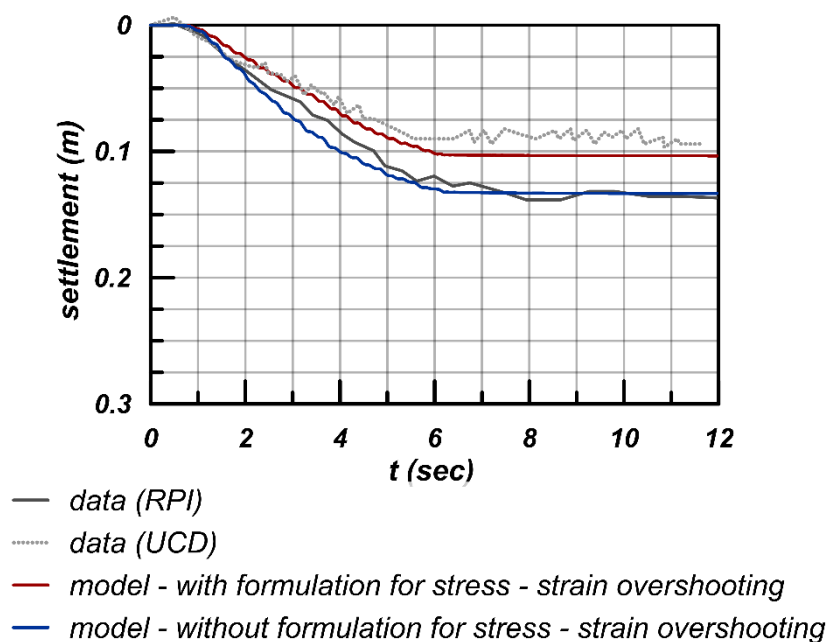 0
0.1
0.2
0.3
settlement (m)
0 2 4 6 8 10 12
t (sec)
data (RPI)
data (UCD)
model - with formulation for stress - strain overshooting
model - without formulation for stress - strain overshooting